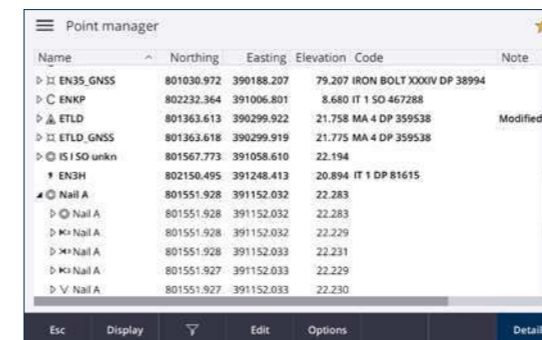 Point manager
Name Northing Easting Elevation Code Note
EN35_GNSS 801030.972 390188.207 79.207 IRON BOLT XXXIV DP 38994
ENKP 802232.364 391006.801 8.680 IT 1 SO 467288
ETLD 801363.613 390299.922 21.758 MA 4 DP 359538 Modified
ETLD_GNSS 801363.618 390299.919 21.775 MA 4 DP 359538
IS I SO unkn 801567.773 391058.610 22.194
EN3H 802150.495 391248.413 20.894 IT 1 DP 81615
Nail A 801551.928 391152.032 22.283
Nail A 801551.928 391152.032 22.283
Nail A 801551.928 391152.032 22.229
Nail A 801551.928 391152.033 22.231
Nail A 801551.927 391152.033 22.229
Nail A 801551.927 391152.033 22.230
Esc Display Edit Options Detail